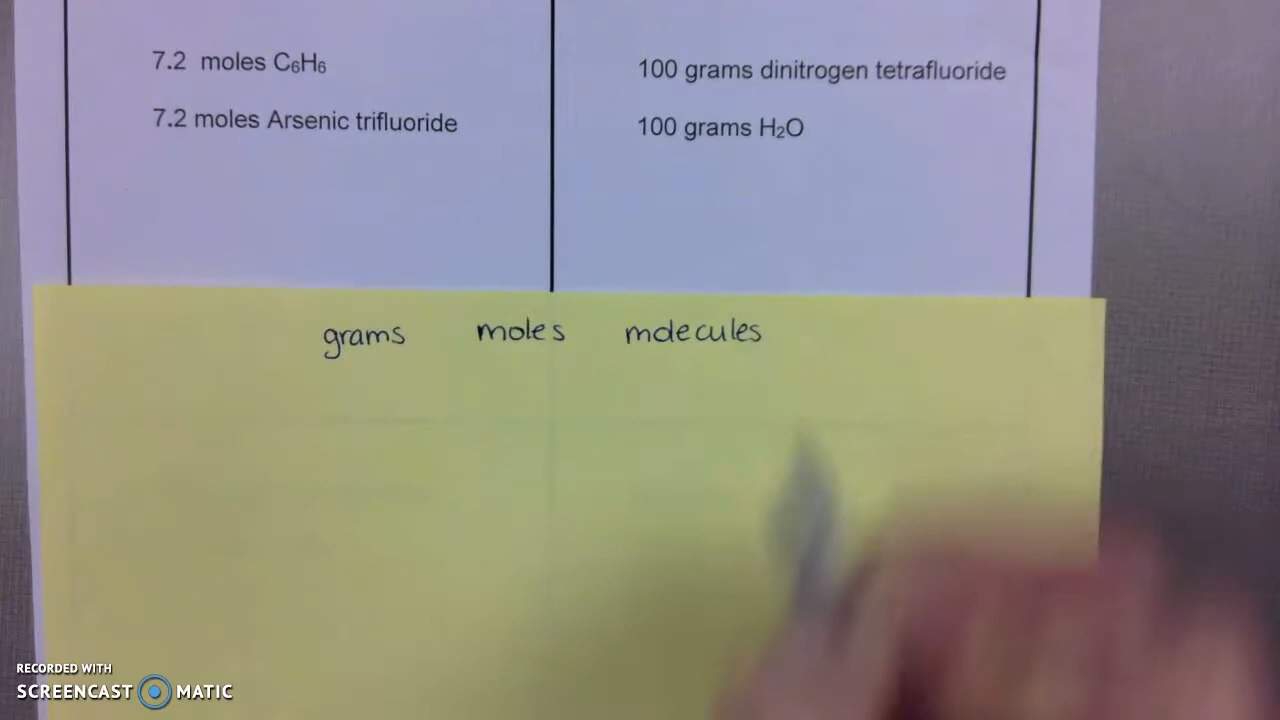 7.2 moles C₆H₆
7.2 moles Arsenic trifluoride
100 grams dinitrogen tetrafluoride
100 grams H₂O
grams moles molecules
RECORDED WITH
SCREENCAST MATIC